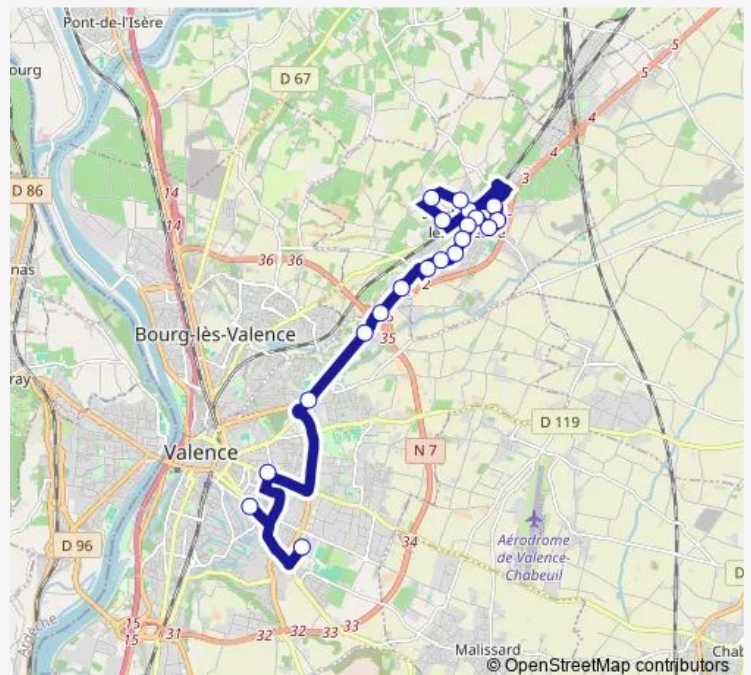 Pont-de-l'Isère
ourg
D 67
5
5
4
4
3
D 86
14
14
le
36
36
nas
2
35
Bourg-lès-Valence
ray
D 119
Valence
N 7
D 96
34
Aérodrome
de Valence-
Chabeuil
D
Ardèche
15
15
31
32
32
33
33
Malissard
Chab
© OpenStreetMap contributors